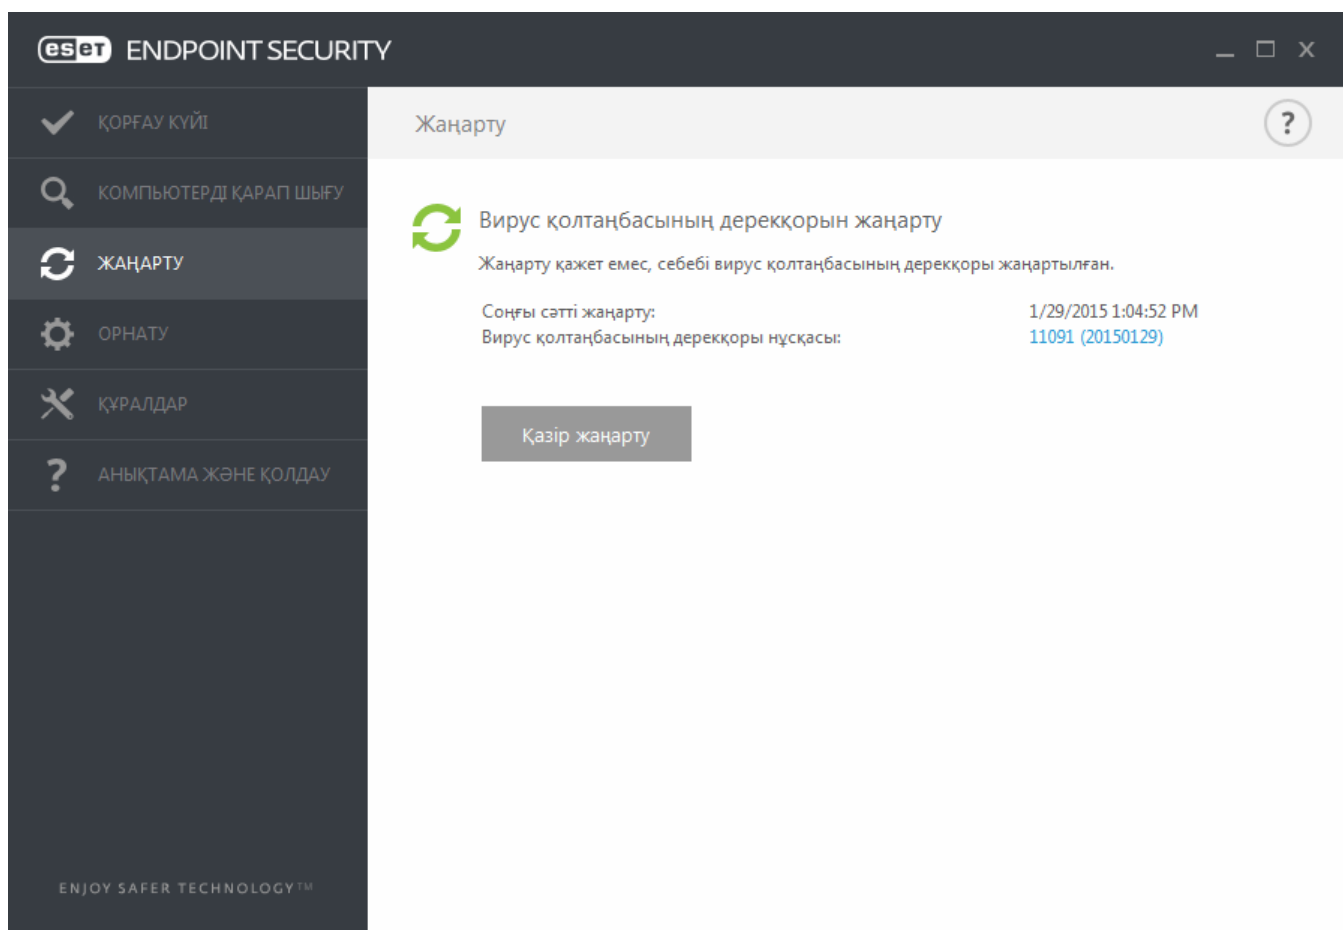 eset ENDPOINT SECURITY
ҚОРҒАУ КҮЙІ
Жаңарту
?
КОМПЬЮТЕРДІ ҚАРАП ШЫҒУ
Вирус қолтаңбасының дерекқорын жаңарту
ЖАҢАРТУ
Жаңарту қажет емес, себебі вирус қолтаңбасының дерекқоры жаңартылған.
Соңғы сәтті жаңарту: 1/29/2015 1:04:52 PM
ОРНАТУ
Вирус қолтаңбасының дерекқоры нұсқасы: 11091 (20150129)
ҚҰРАЛДАР
Қазір жаңарту
? АНЫҚТАМА ЖӘНЕ ҚОЛДАУ
ENJOY SAFER TECHNOLOGY™